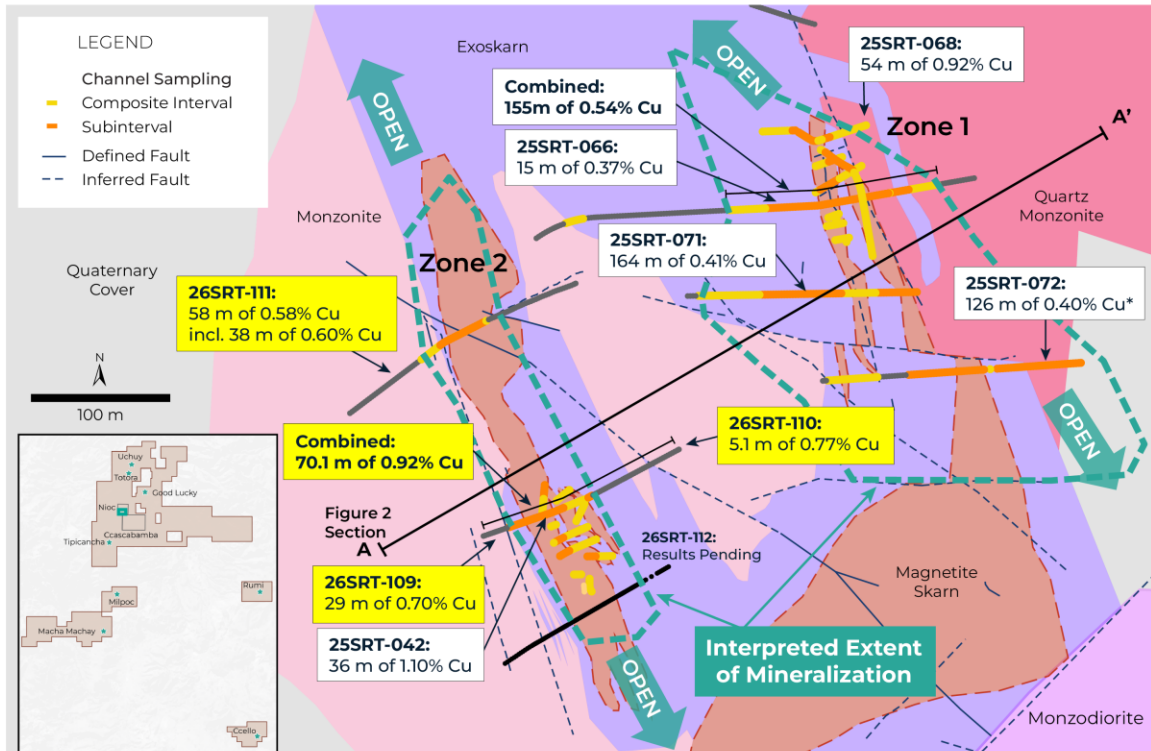 LEGEND
Channel Sampling
Composite Interval
Subinterval
Defined Fault
Inferred Fault
Exoskarn
OPEN
OPEN
25SRT-068:
54 m of 0.92% Cu
Combined:
155m of 0.54% Cu
Zone 1
A'
25SRT-066:
15 m of 0.37% Cu
Monzonite
Quartz
Monzonite
25SRT-071:
164 m of 0.41% Cu
Zone 2
Quaternary
Cover
25SRT-072:
126 m of 0.40% Cu*
26SRT-111:
58 m of 0.58% Cu
incl. 38 m of 0.60% Cu
N
100 m
OPEN
26SRT-110:
5.1 m of 0.77% Cu
Combined:
70.1 m of 0.92% Cu
Uchuy
Totora
Good Lucky
Nioc
Ccascabamba
Tipicancha
Rumi
Milpoc
Macha Machay
Ccello
Figure 2
Section
A
26SRT-112:
Results Pending
26SRT-109:
29 m of 0.70% Cu
Magnetite
Skarn
25SRT-042:
36 m of 1.10% Cu
Interpreted Extent
of Mineralization
OPEN
Monzodiorite